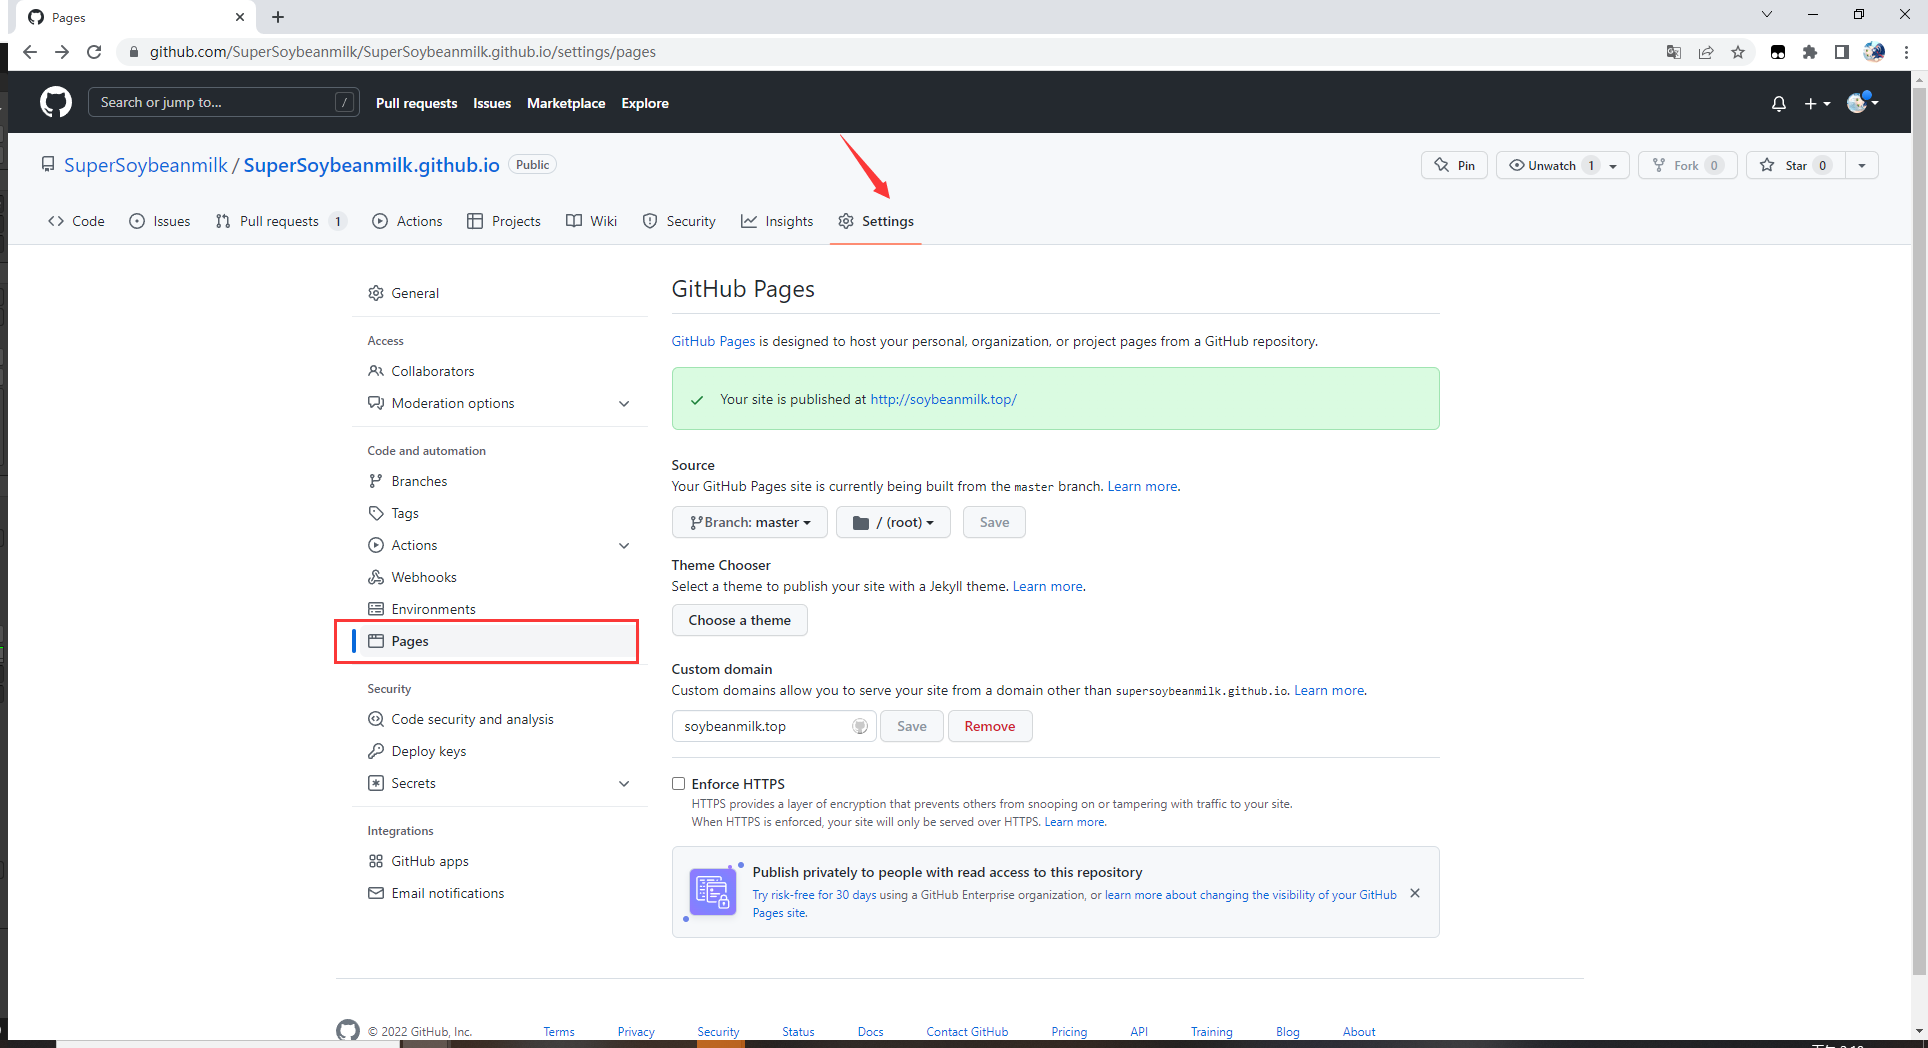 Pages
github.com/SuperSoybeanmilk/SuperSoybeanmilk.github.io/settings/pages
Search or jump to... /
Pull requests Issues Marketplace Explore
SuperSoybeanmilk / SuperSoybeanmilk.github.io Public
Pin Unwatch 1 Fork 0 Star 0
Code Issues Pull requests 1 Actions Projects Wiki Security Insights Settings
General
Access
Collaborators
Moderation options
Code and automation
Branches
Tags
Actions
Webhooks
Environments
Pages
Security
Code security and analysis
Deploy keys
Secrets
Integrations
GitHub apps
Email notifications
GitHub Pages
GitHub Pages is designed to host your personal, organization, or project pages from a GitHub repository.
Your site is published at http://soybeanmilk.top/
Source
Your GitHub Pages site is currently being built from the master branch. Learn more.
Branch: master / (root) Save
Theme Chooser
Select a theme to publish your site with a Jekyll theme. Learn more.
Choose a theme
Custom domain
Custom domains allow you to serve your site from a domain other than supersoybeanmilk.github.io. Learn more.
soybeanmilk.top Save Remove
Enforce HTTPS
HTTPS provides a layer of encryption that prevents others from snooping on or tampering with traffic to your site.
When HTTPS is enforced, your site will only be served over HTTPS. Learn more.
Publish privately to people with read access to this repository
Try risk-free for 30 days using a GitHub Enterprise organization, or learn more about changing the visibility of your GitHub
Pages site.
© 2022 GitHub, Inc. Terms Privacy Security Status Docs Contact GitHub Pricing API Training Blog About